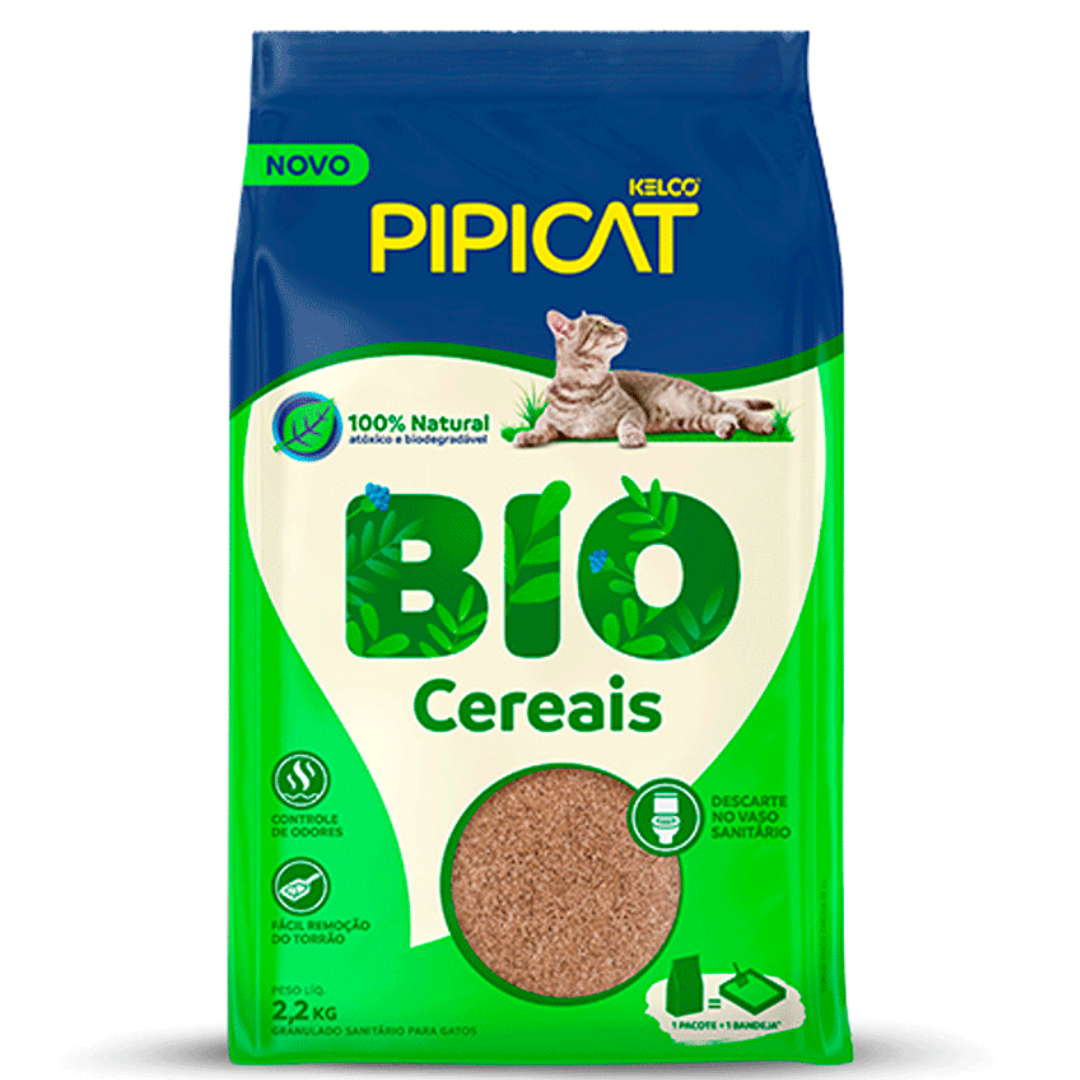 NOVO
KELCO®
PIPICAT
100% Natural
atóxico e biodegradável
BIO
Cereais
CONTROLE
DE ODORES
DESCARTE
NO VASO
SANITÁRIO
FÁCIL REMOÇÃO
DO TORRÃO
PESO LÍQ.
2,2 KG
GRANULADO SANITÁRIO PARA GATOS
=
1 PACOTE = 1 BANDEJA*